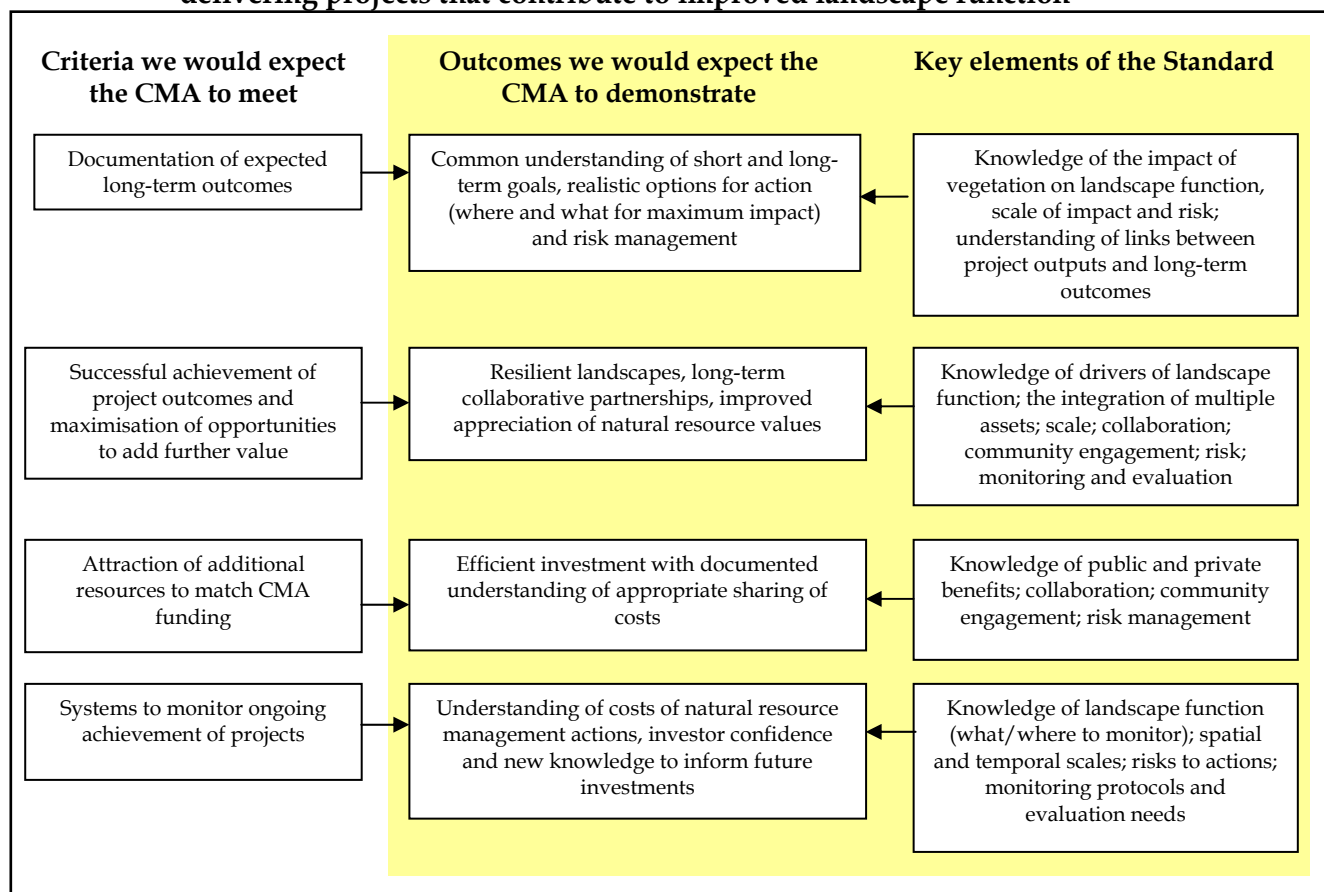 delivering projects that contribute to improved landscape function
Criteria we would expect
the CMA to meet
Outcomes we would expect the
CMA to demonstrate
Key elements of the Standard
Documentation of expected
long-term outcomes
Common understanding of short and long-
term goals, realistic options for action
(where and what for maximum impact)
and risk management
Knowledge of the impact of
vegetation on landscape function,
scale of impact and risk;
understanding of links between
project outputs and long-term
outcomes
Successful achievement of
project outcomes and
maximisation of opportunities
to add further value
Resilient landscapes, long-term
collaborative partnerships, improved
appreciation of natural resource values
Knowledge of drivers of landscape
function; the integration of multiple
assets; scale; collaboration;
community engagement; risk;
monitoring and evaluation
Attraction of additional
resources to match CMA
funding
Efficient investment with documented
understanding of appropriate sharing of
costs
Knowledge of public and private
benefits; collaboration; community
engagement; risk management
Systems to monitor ongoing
achievement of projects
Understanding of costs of natural resource
management actions, investor confidence
and new knowledge to inform future
investments
Knowledge of landscape function
(what/where to monitor); spatial
and temporal scales; risks to actions;
monitoring protocols and
evaluation needs